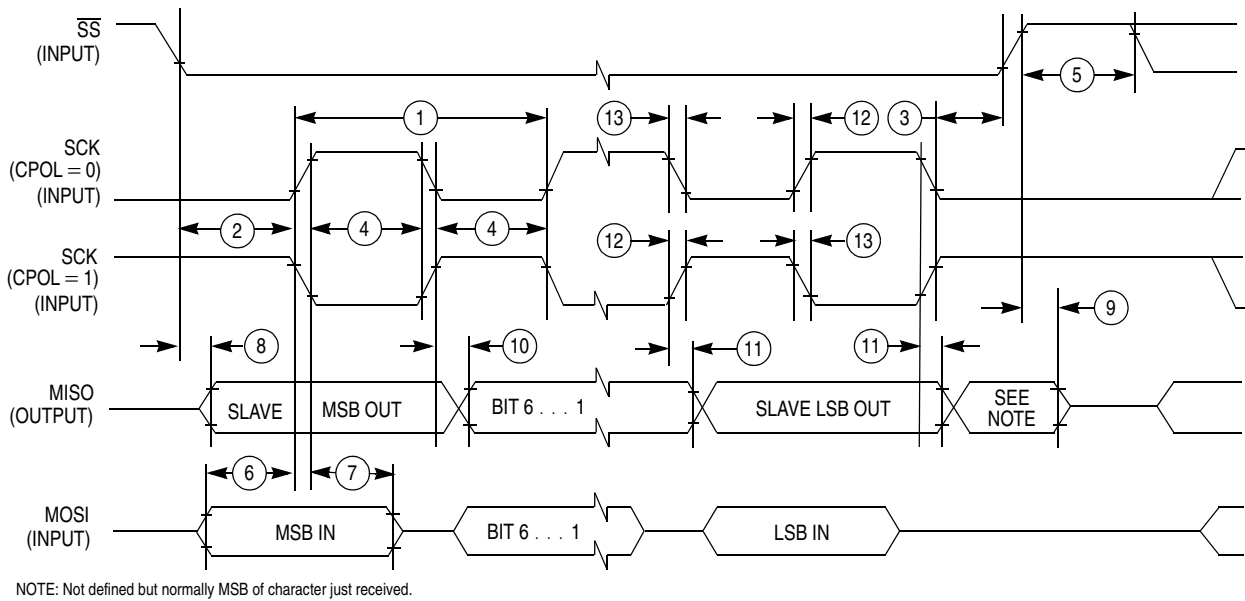 SS
(INPUT)
5
1
13
12
3
SCK
(CPOL = 0)
(INPUT)
2
4
4
12
13
SCK
(CPOL = 1)
(INPUT)
9
8
10
11
11
MISO
(OUTPUT)
SLAVE
MSB OUT
BIT 6 . . . 1
SLAVE LSB OUT
SEE
NOTE
6
7
MOSI
(INPUT)
MSB IN
BIT 6 . . . 1
LSB IN
NOTE: Not defined but normally MSB of character just received.